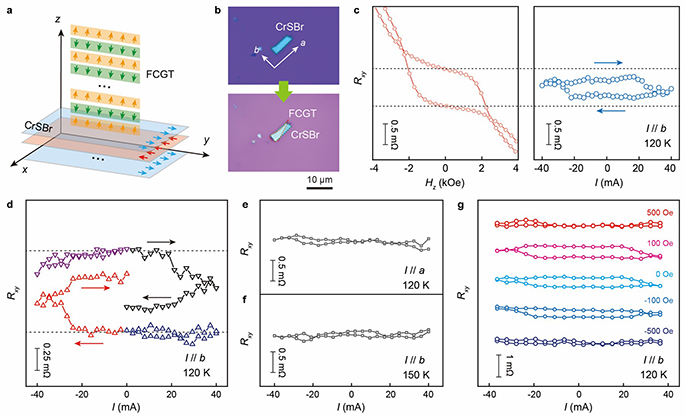 a
z
FCGT
...
CrSBr
y
...
x
b
CrSBr
b
a
FCGT
CrSBr
10 μm
c
R_xy
0.5 mΩ
-4 -2 0 2 4
H_z (kOe)
0.5 mΩ
I // b
120 K
-40 -20 0 20 40
I (mA)
d
R_xy
0.25 mΩ
I // b
120 K
-40 -20 0 20 40
I (mA)
e
R_xy
0.5 mΩ
I // a
120 K
f
R_xy
0.5 mΩ
I // b
150 K
-40 -20 0 20 40
I (mA)
g
R_xy
500 Oe
100 Oe
0 Oe
-100 Oe
-500 Oe
1 mΩ
I // b
120 K
-40 -20 0 20 40
I (mA)